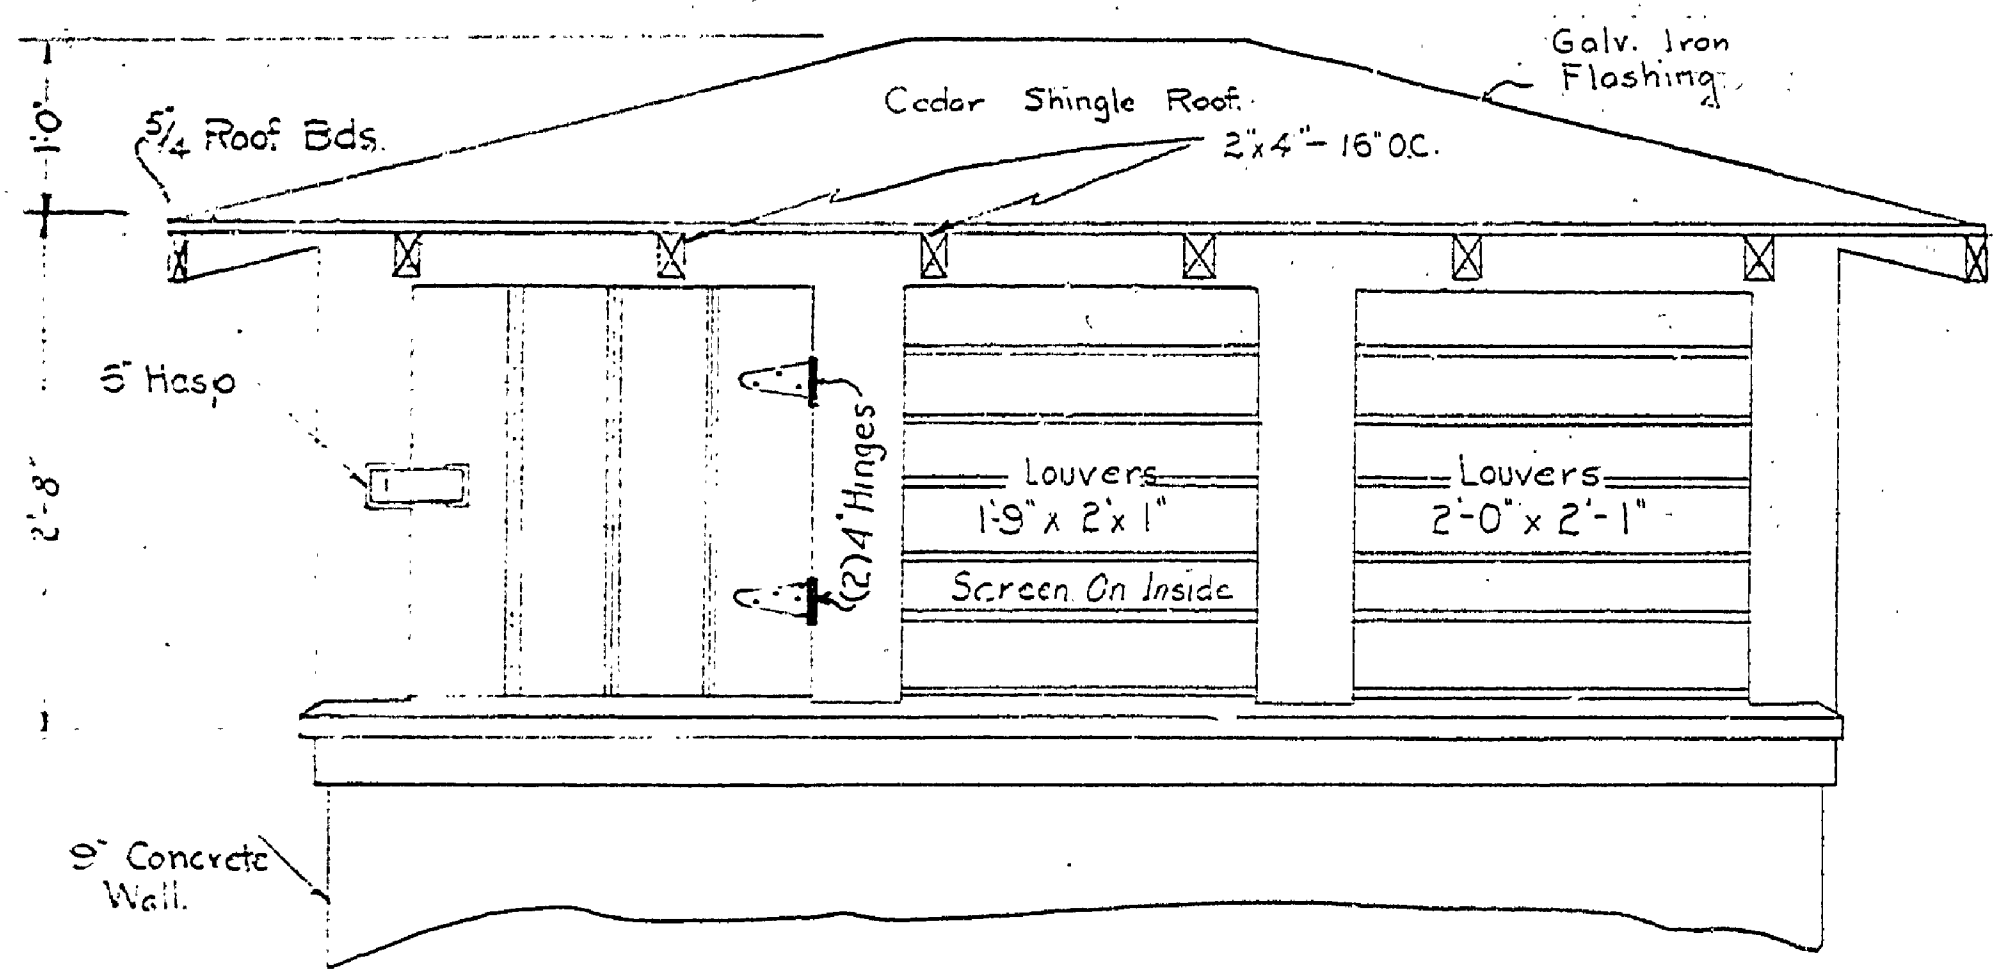 Galv. Iron
Flashing
Cedar Shingle Roof.
2"x4"- 16" O.C.
5/4" Roof Bds.
1'-0"
5" Hasp
2'-8"
(2) 4" Hinges
Louvers
1'-9" x 2' x 1"
Screen On Inside
Louvers
2'-0" x 2'-1"
9" Concrete
Wall.